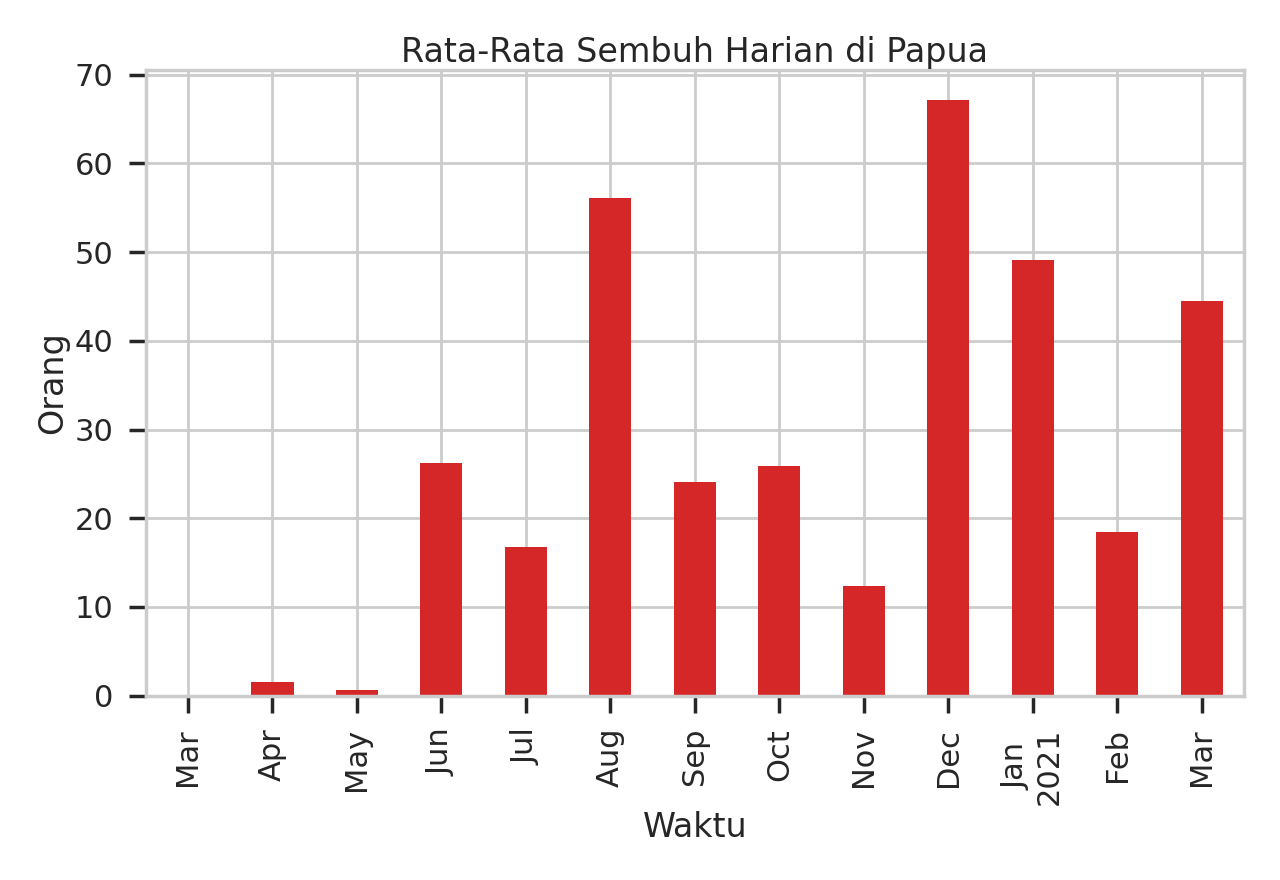 Rata-Rata Sembuh Harian di Papua
70
60
50
40
30
20
10
0
Orang
Mar
Apr
May
Jun
Jul
Aug
Sep
Oct
Nov
Dec
Jan
2021
Feb
Mar
Waktu